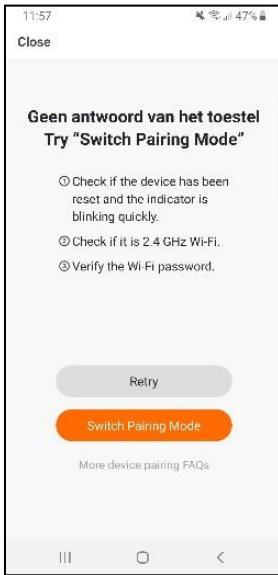 11:57 47%
Close
Geen antwoord van het toestel
Try “Switch Pairing Mode”
① Check if the device has been
reset and the indicator is
blinking quickly.
② Check if it is 2.4 GHz Wi-Fi.
③ Verify the Wi-Fi password.
Retry
Switch Pairing Mode
More device pairing FAQs